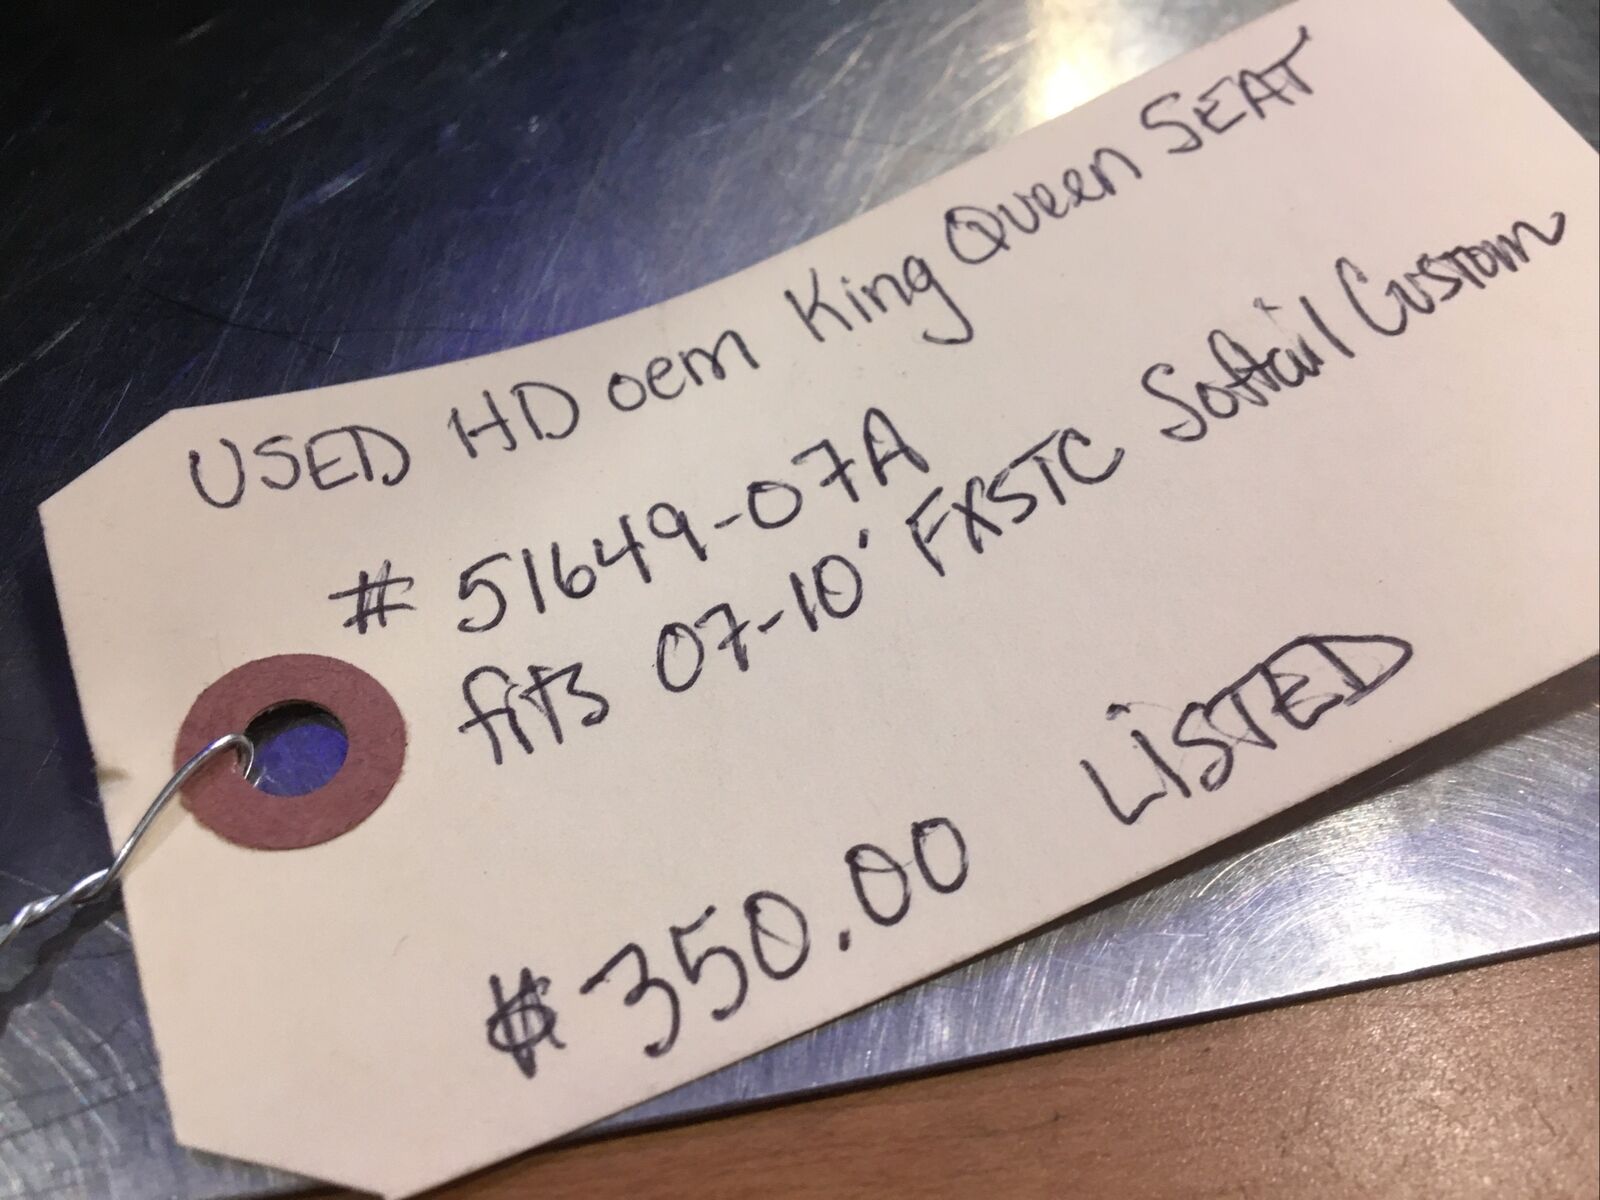 USED HD oem King Queen SEAT
# 51649-07A
fits 07-10' FXSTC Softail Custom
$350.00 LISTED